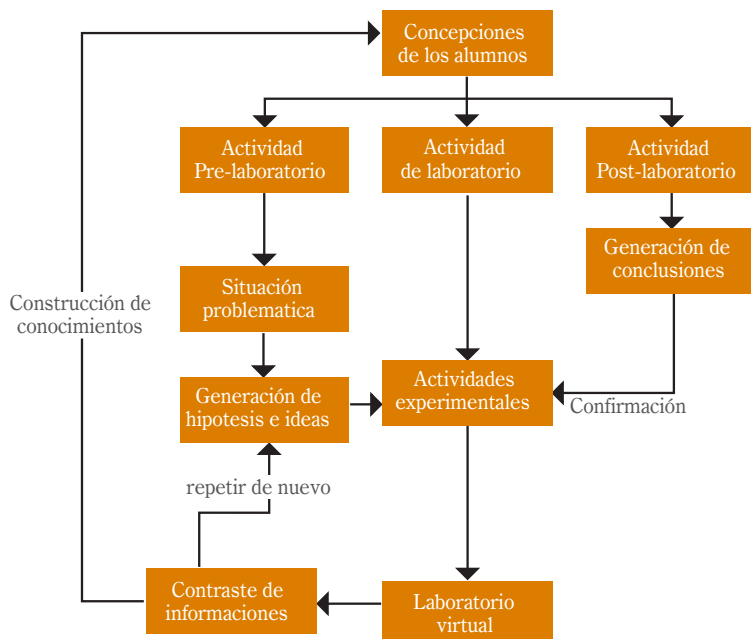 Concepciones
de los alumnos
Actividad
Pre-laboratorio
Actividad
de laboratorio
Actividad
Post-laboratorio
Generación de
conclusiones
Situación
problematica
Construcción de
conocimientos
Generación de
hipotesis e ideas
Actividades
experimentales
Confirmación
repetir de nuevo
Contraste de
informaciones
Laboratorio
virtual